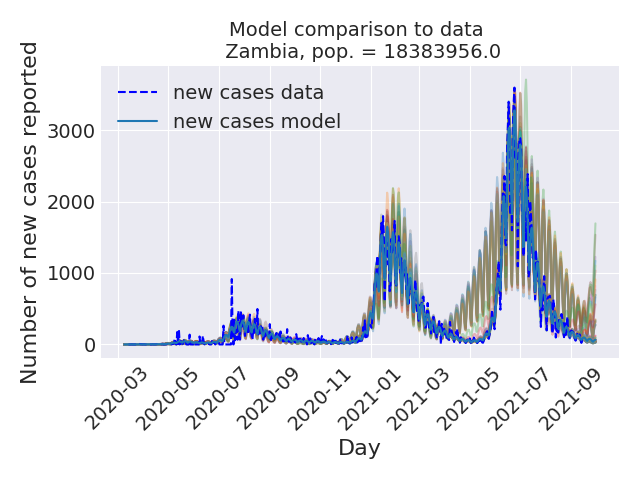 Model comparison to data
Zambia, pop. = 18383956.0
Number of new cases reported
new cases data
new cases model
3000
2000
1000
0
2020-03
2020-05
2020-07
2020-09
2020-11
2021-01
2021-03
2021-05
2021-07
2021-09
Day